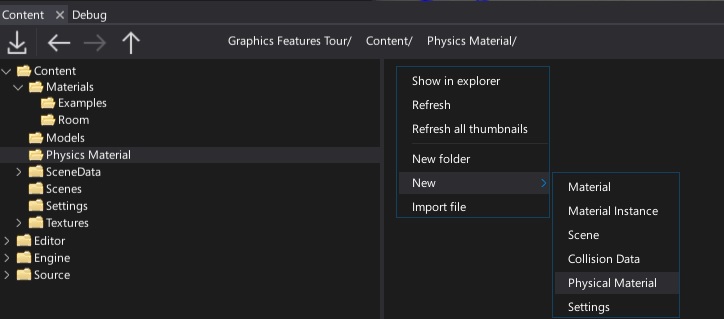 Content × Debug
Graphics Features Tour/ Content/ Physics Material/
Content
Materials
Examples
Room
Models
Physics Material
SceneData
Scenes
Settings
Textures
Editor
Engine
Source
Show in explorer
Refresh
Refresh all thumbnails
New folder
New
Import file
Material
Material Instance
Scene
Collision Data
Physical Material
Settings